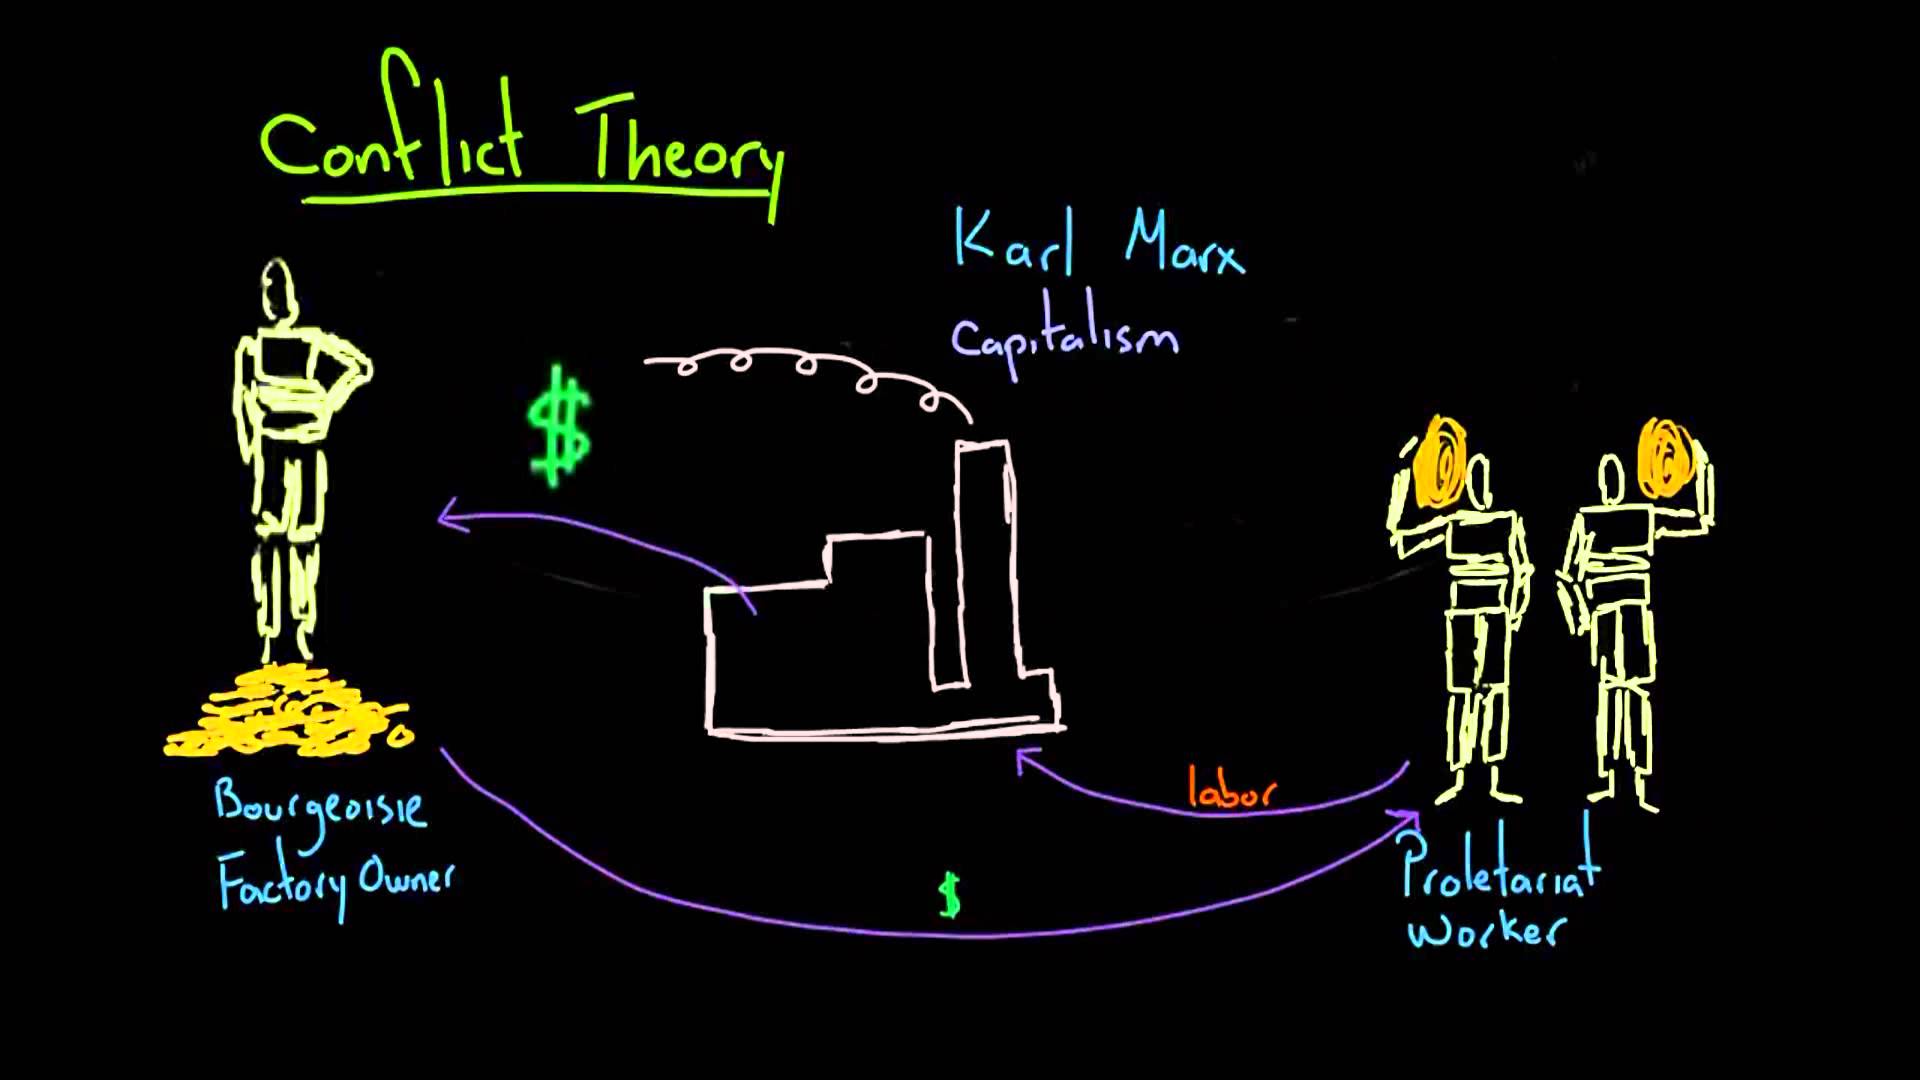 Conflict Theory
Karl Marx
Capitalism
$
labor
$
Bourgeoisie
Factory Owner
Proletariat
Worker